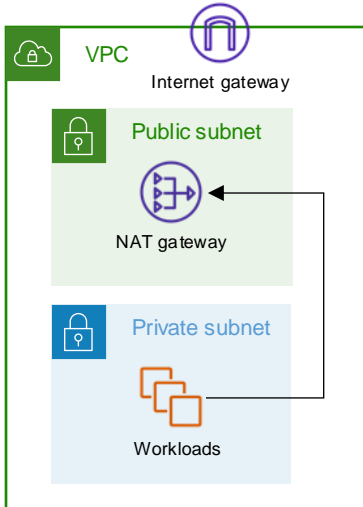 VPC
Internet gateway
Public subnet
NAT gateway
Private subnet
Workloads